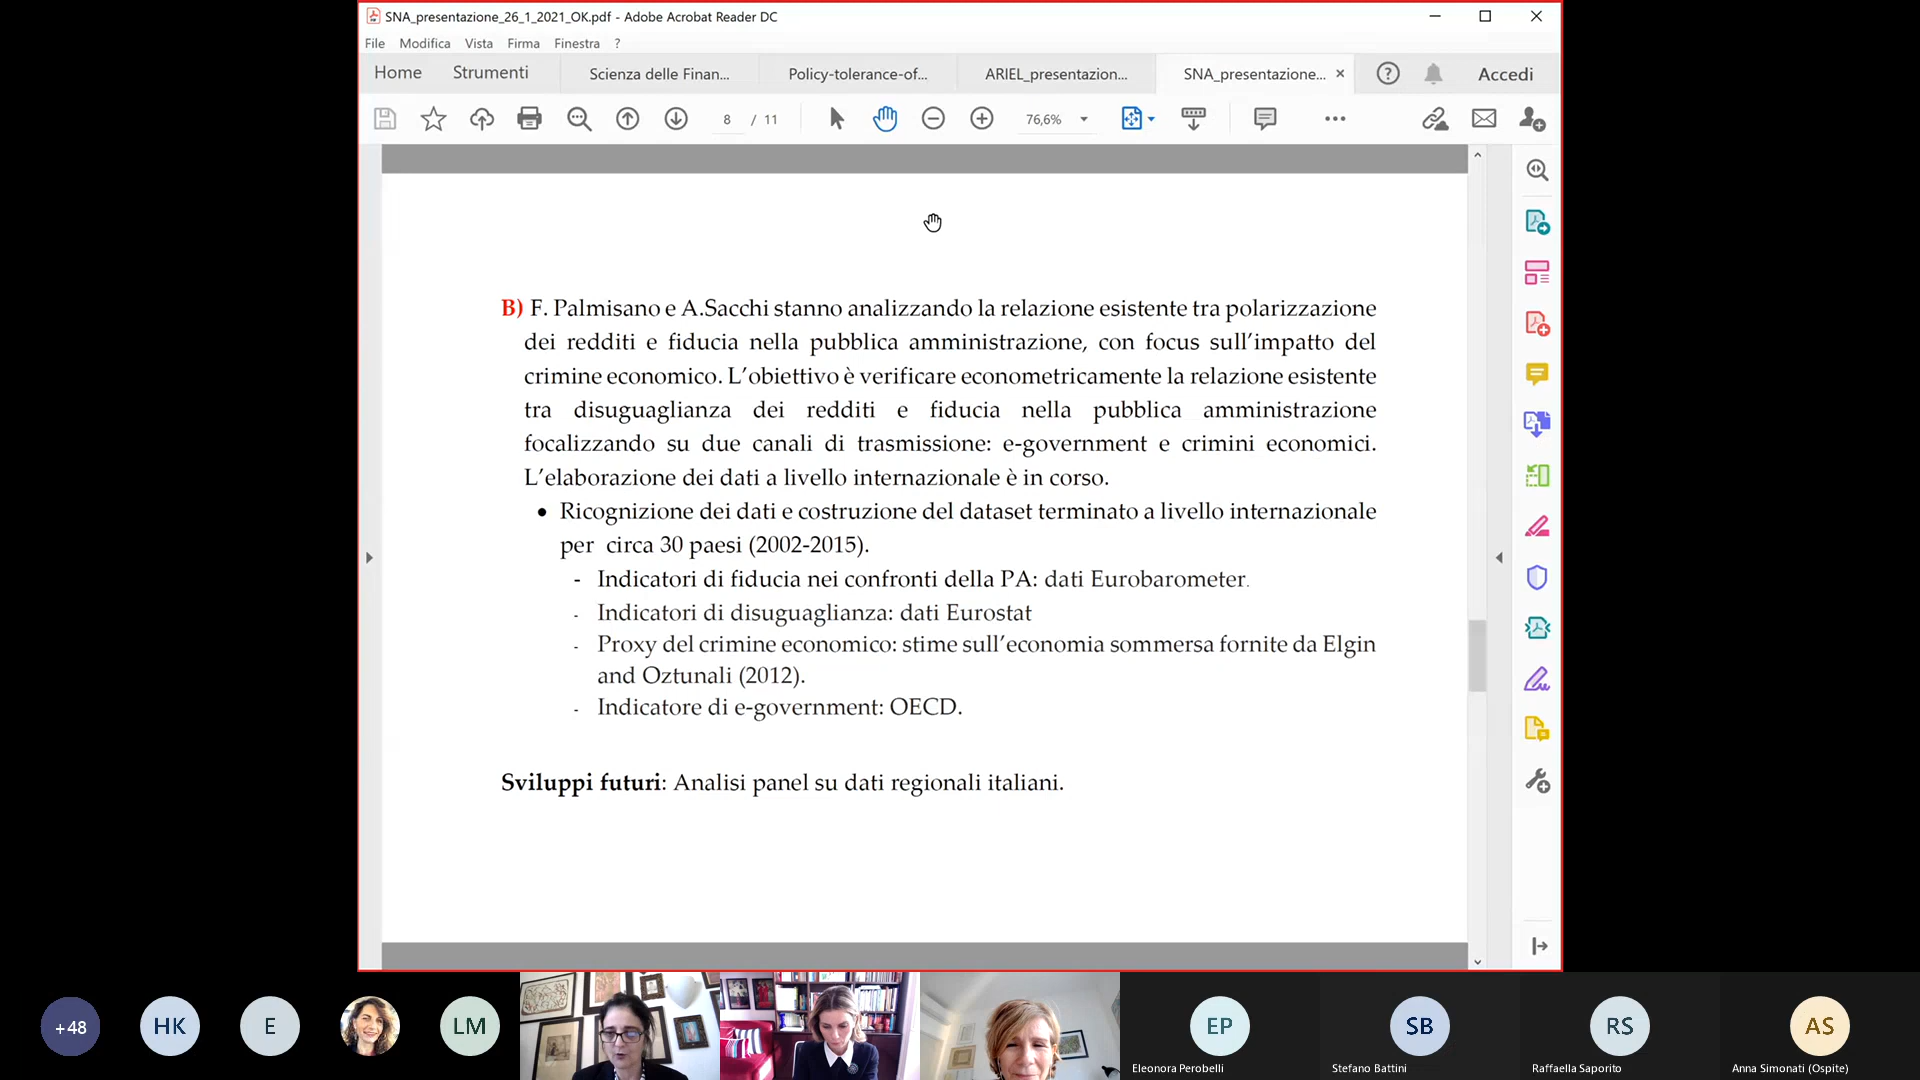 SNA_presentazione_26_1_2021_OK.pdf - Adobe Acrobat Reader DC
File Modifica Vista Firma Finestra ?
Home Strumenti Scienza delle Finan... Policy-tolerance-of... ARIEL_presentazion... SNA_presentazione... × ? Accedi
8 / 11 76,6%
B) F. Palmisano e A.Sacchi stanno analizzando la relazione esistente tra polarizzazione
dei redditi e fiducia nella pubblica amministrazione, con focus sull’impatto del
crimine economico. L’obiettivo è verificare econometricamente la relazione esistente
tra disuguaglianza dei redditi e fiducia nella pubblica amministrazione
focalizzando su due canali di trasmissione: e-government e crimini economici.
L’elaborazione dei dati a livello internazionale è in corso.
• Ricognizione dei dati e costruzione del dataset terminato a livello internazionale
per circa 30 paesi (2002-2015).
- Indicatori di fiducia nei confronti della PA: dati Eurobarometer.
- Indicatori di disuguaglianza: dati Eurostat
- Proxy del crimine economico: stime sull’economia sommersa fornite da Elgin
and Oztunali (2012).
- Indicatore di e-government: OECD.
Sviluppi futuri: Analisi panel su dati regionali italiani.
+48 HK E LM EP SB RS AS
Eleonora Perobelli Stefano Battini Raffaella Saporito Anna Simonati (Ospite)